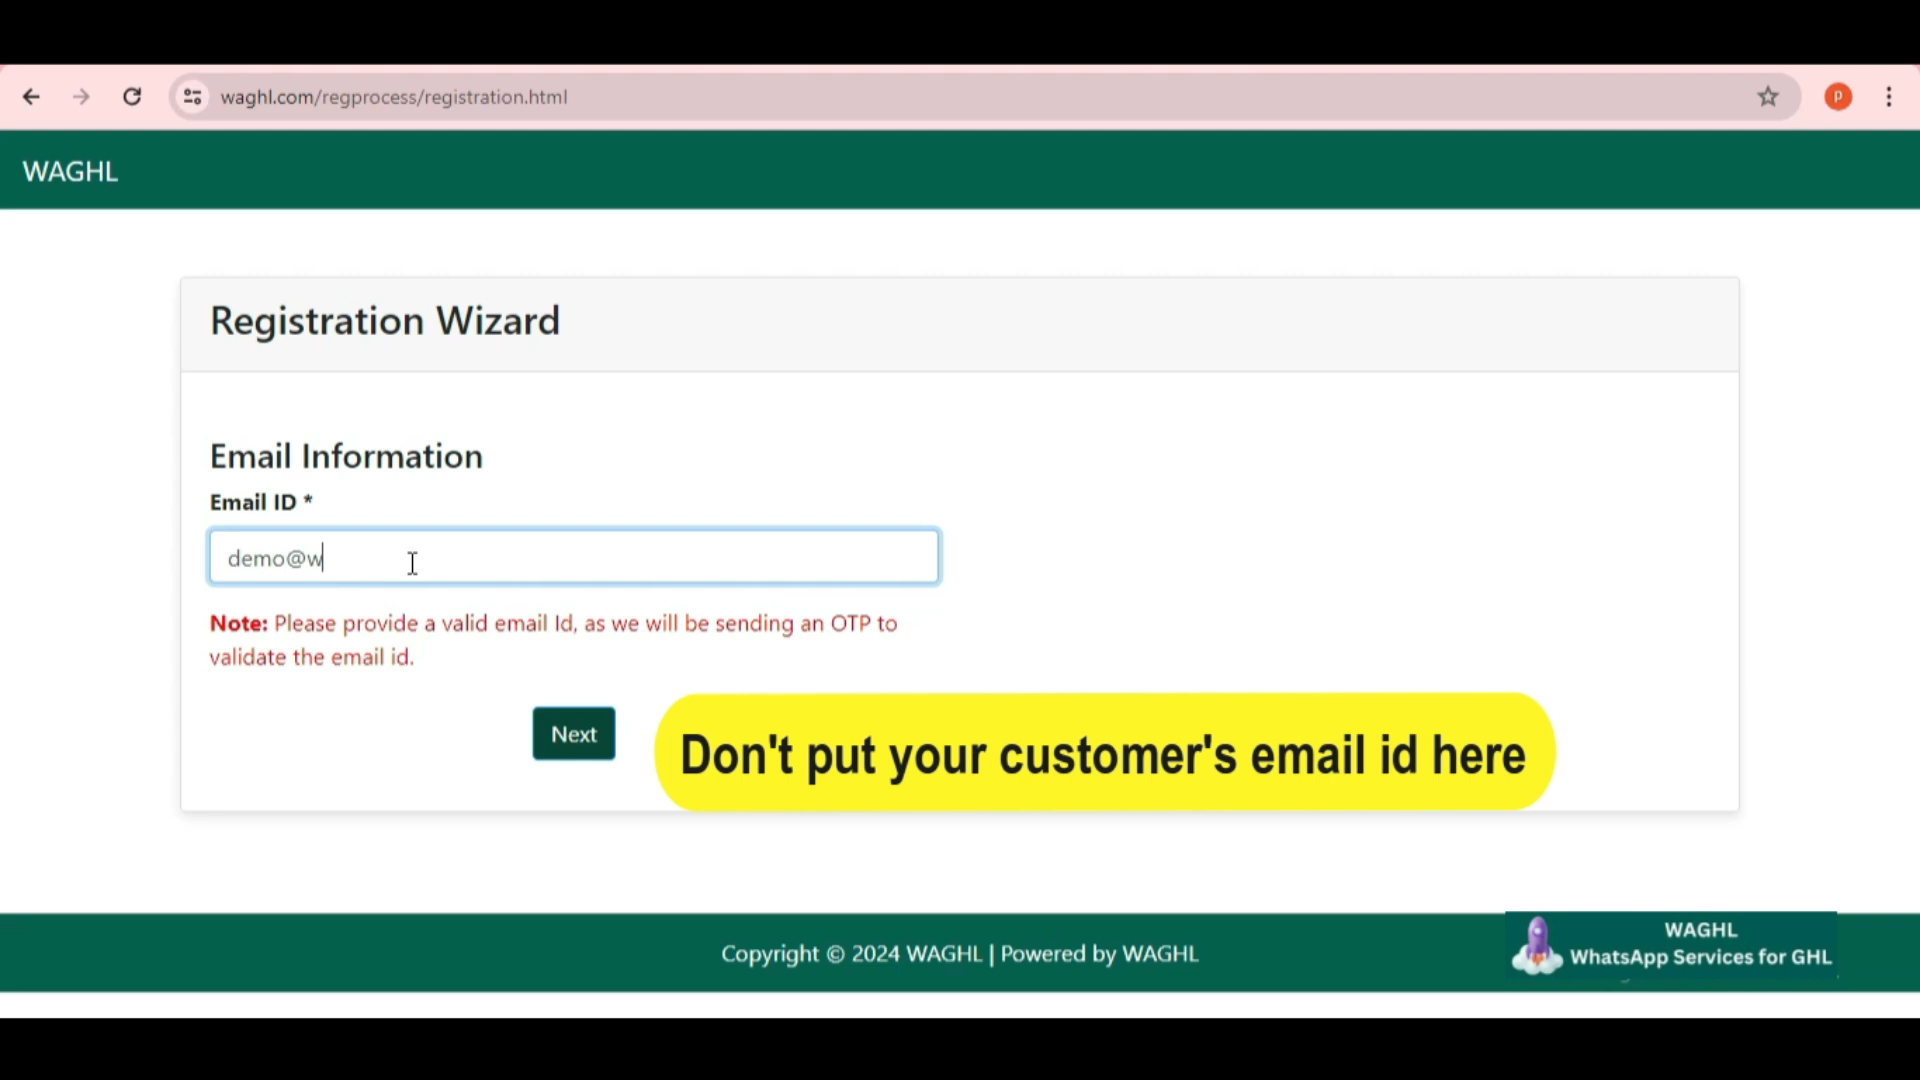 waghl.com/regprocess/registration.html
P
WAGHL
Registration Wizard
Email Information
Email ID *
demo@w
Note: Please provide a valid email Id, as we will be sending an OTP to
validate the email id.
Next
Don't put your customer's email id here
Copyright © 2024 WAGHL | Powered by WAGHL
WAGHL
WhatsApp Services for GHL